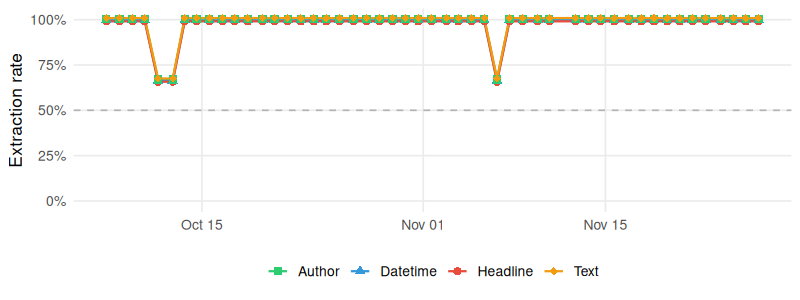 Extraction rate
100%
75%
50%
25%
0%
Oct 15 Nov 01 Nov 15
Author Datetime Headline Text